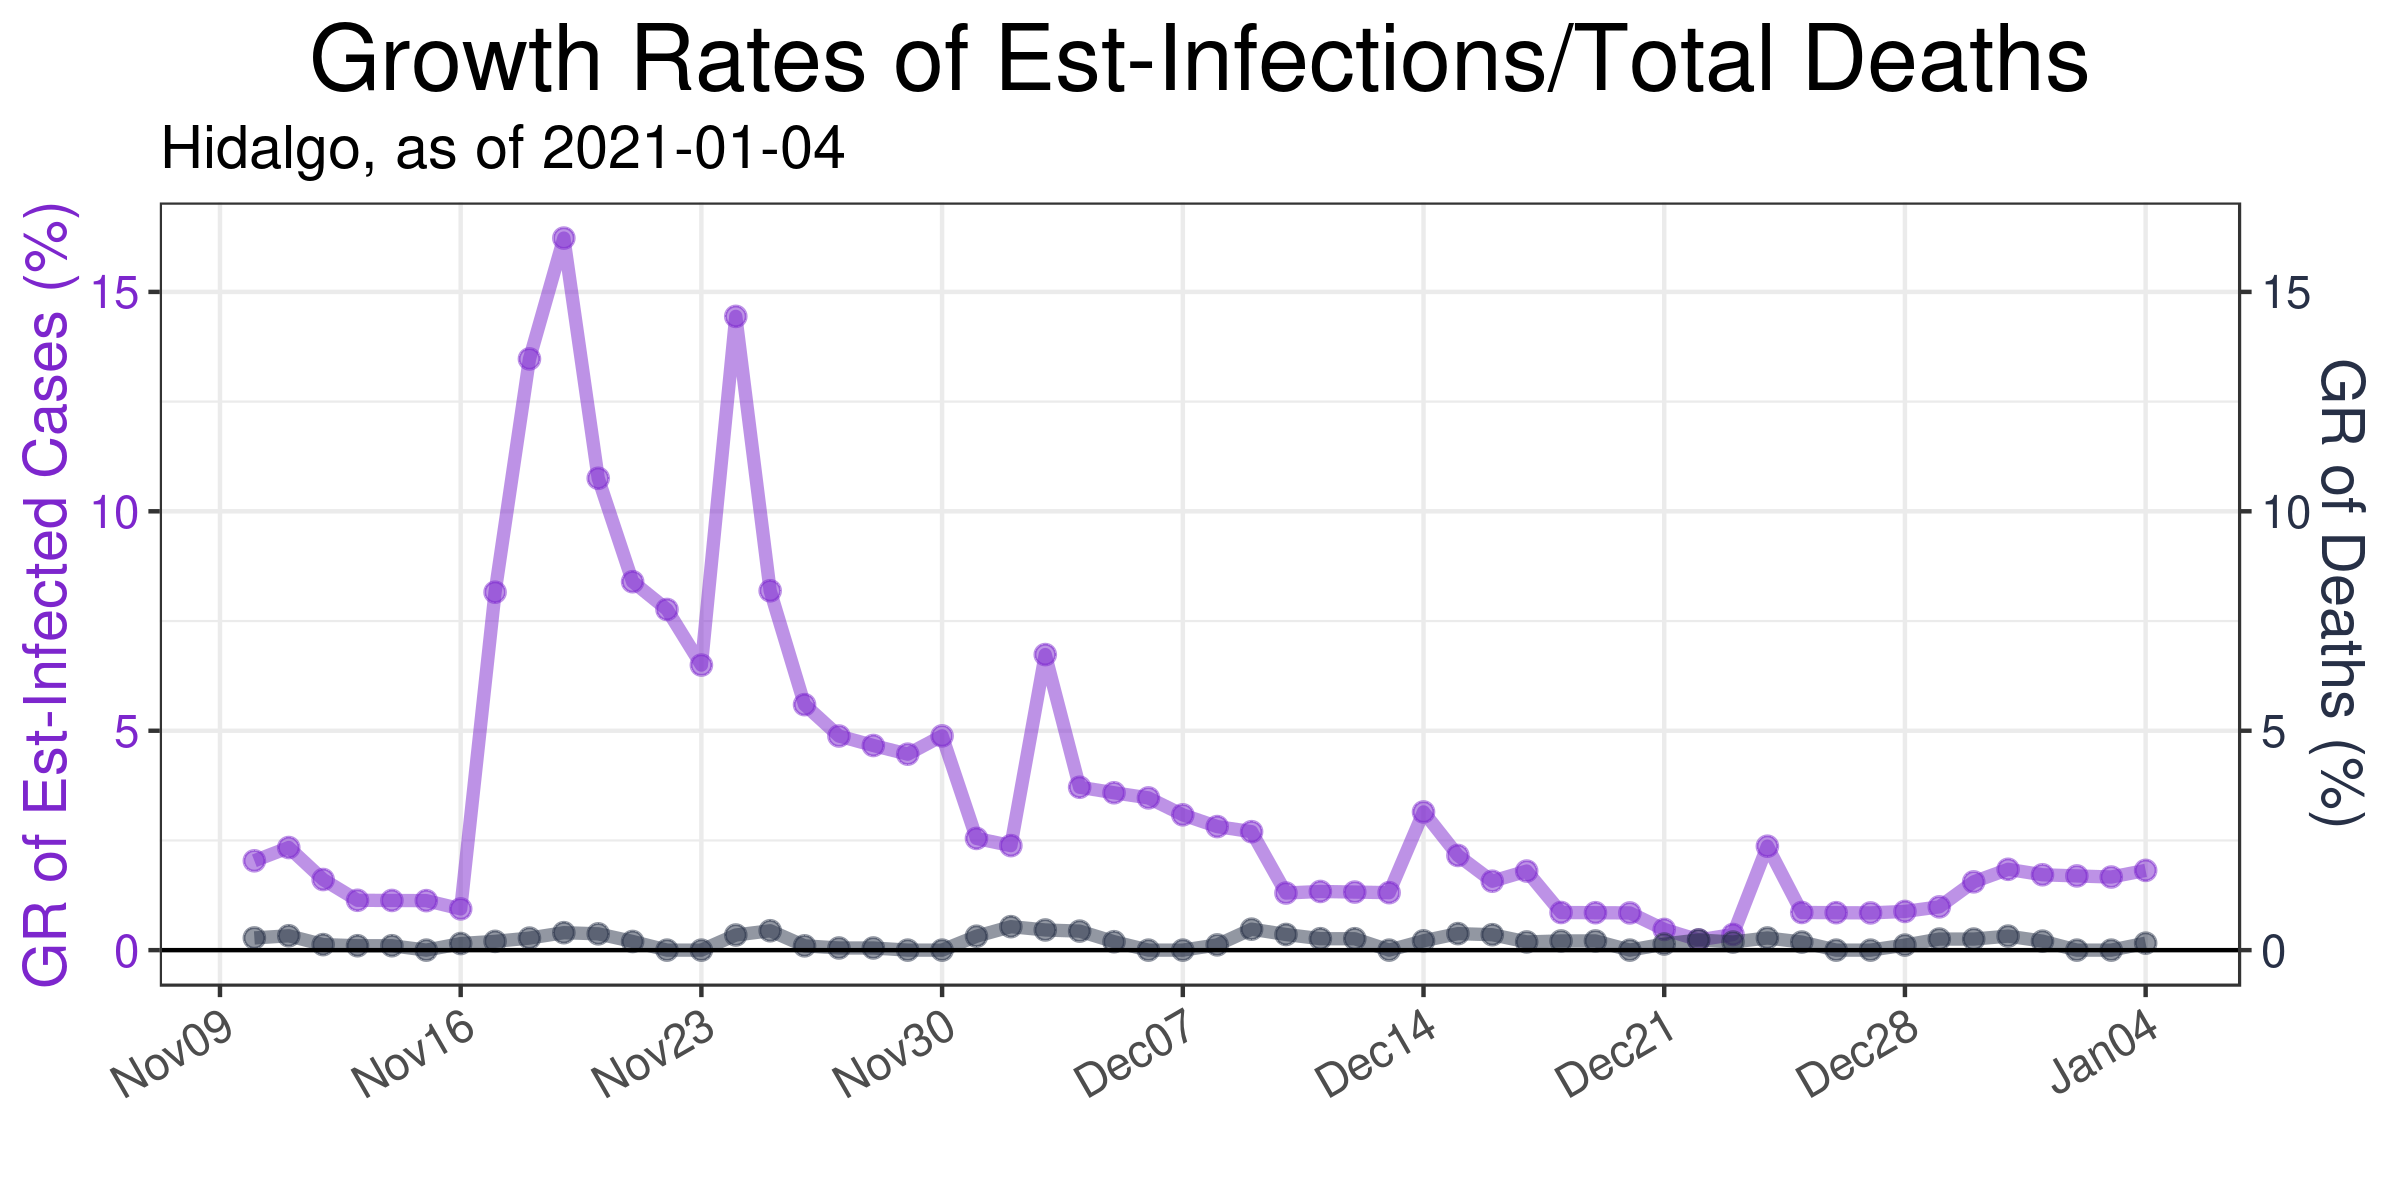 Growth Rates of Est-Infections/Total Deaths
Hidalgo, as of 2021-01-04
GR of Est-Infected Cases (%)
15
10
5
0
15
10
5
0
GR of Deaths (%)
Nov09
Nov16
Nov23
Nov30
Dec07
Dec14
Dec21
Dec28
Jan04